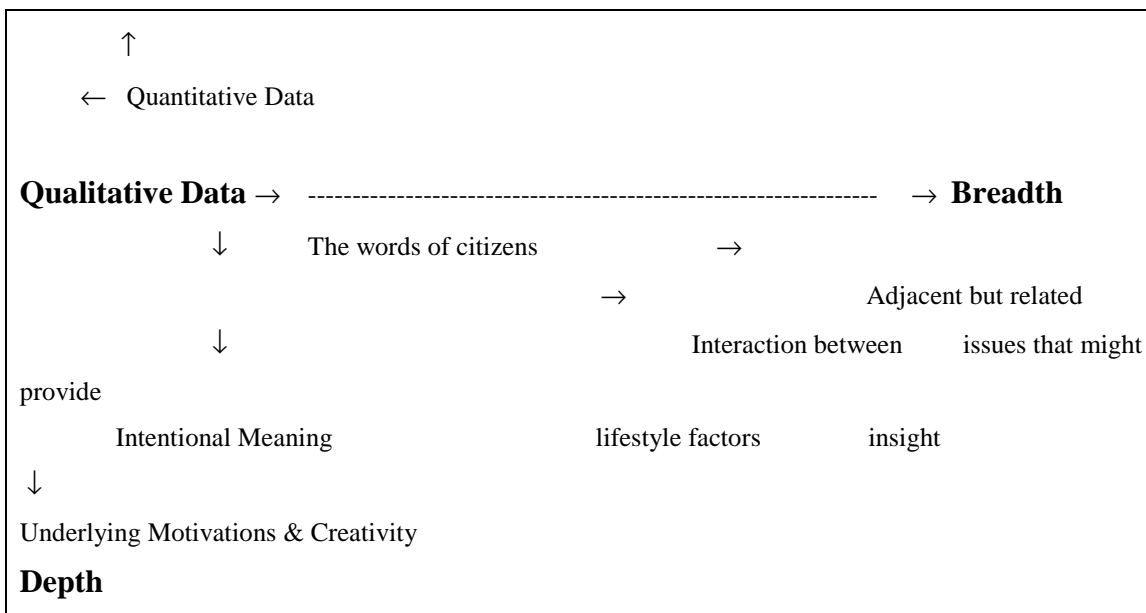 ↑
← Quantitative Data
Qualitative Data → ---------------------------------------------------------------- → Breadth
↓ The words of citizens →
→ Adjacent but related
↓ Interaction between issues that might
provide
Intentional Meaning lifestyle factors insight
↓
Underlying Motivations & Creativity
Depth